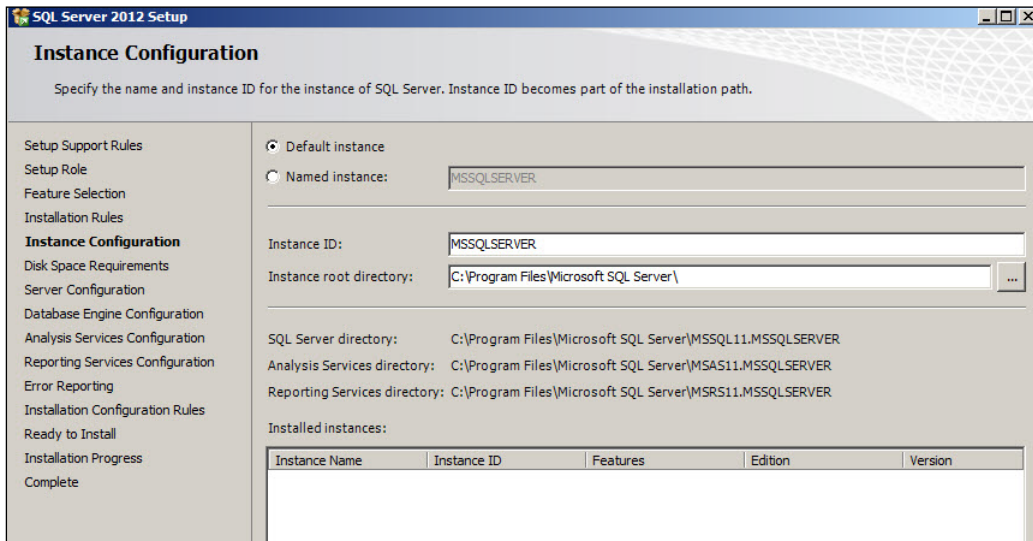 SQL Server 2012 Setup
Instance Configuration
Specify the name and instance ID for the instance of SQL Server. Instance ID becomes part of the installation path.
Setup Support Rules
Setup Role
Feature Selection
Installation Rules
Instance Configuration
Disk Space Requirements
Server Configuration
Database Engine Configuration
Analysis Services Configuration
Reporting Services Configuration
Error Reporting
Installation Configuration Rules
Ready to Install
Installation Progress
Complete
Default instance
Named instance: MSSQLSERVER
Instance ID: MSSQLSERVER
Instance root directory: C:\Program Files\Microsoft SQL Server\ ...
SQL Server directory: C:\Program Files\Microsoft SQL Server\MSSQL11.MSSQLSERVER
Analysis Services directory: C:\Program Files\Microsoft SQL Server\MSAS11.MSSQLSERVER
Reporting Services directory: C:\Program Files\Microsoft SQL Server\MSRS11.MSSQLSERVER
Installed instances:
Instance Name Instance ID Features Edition Version